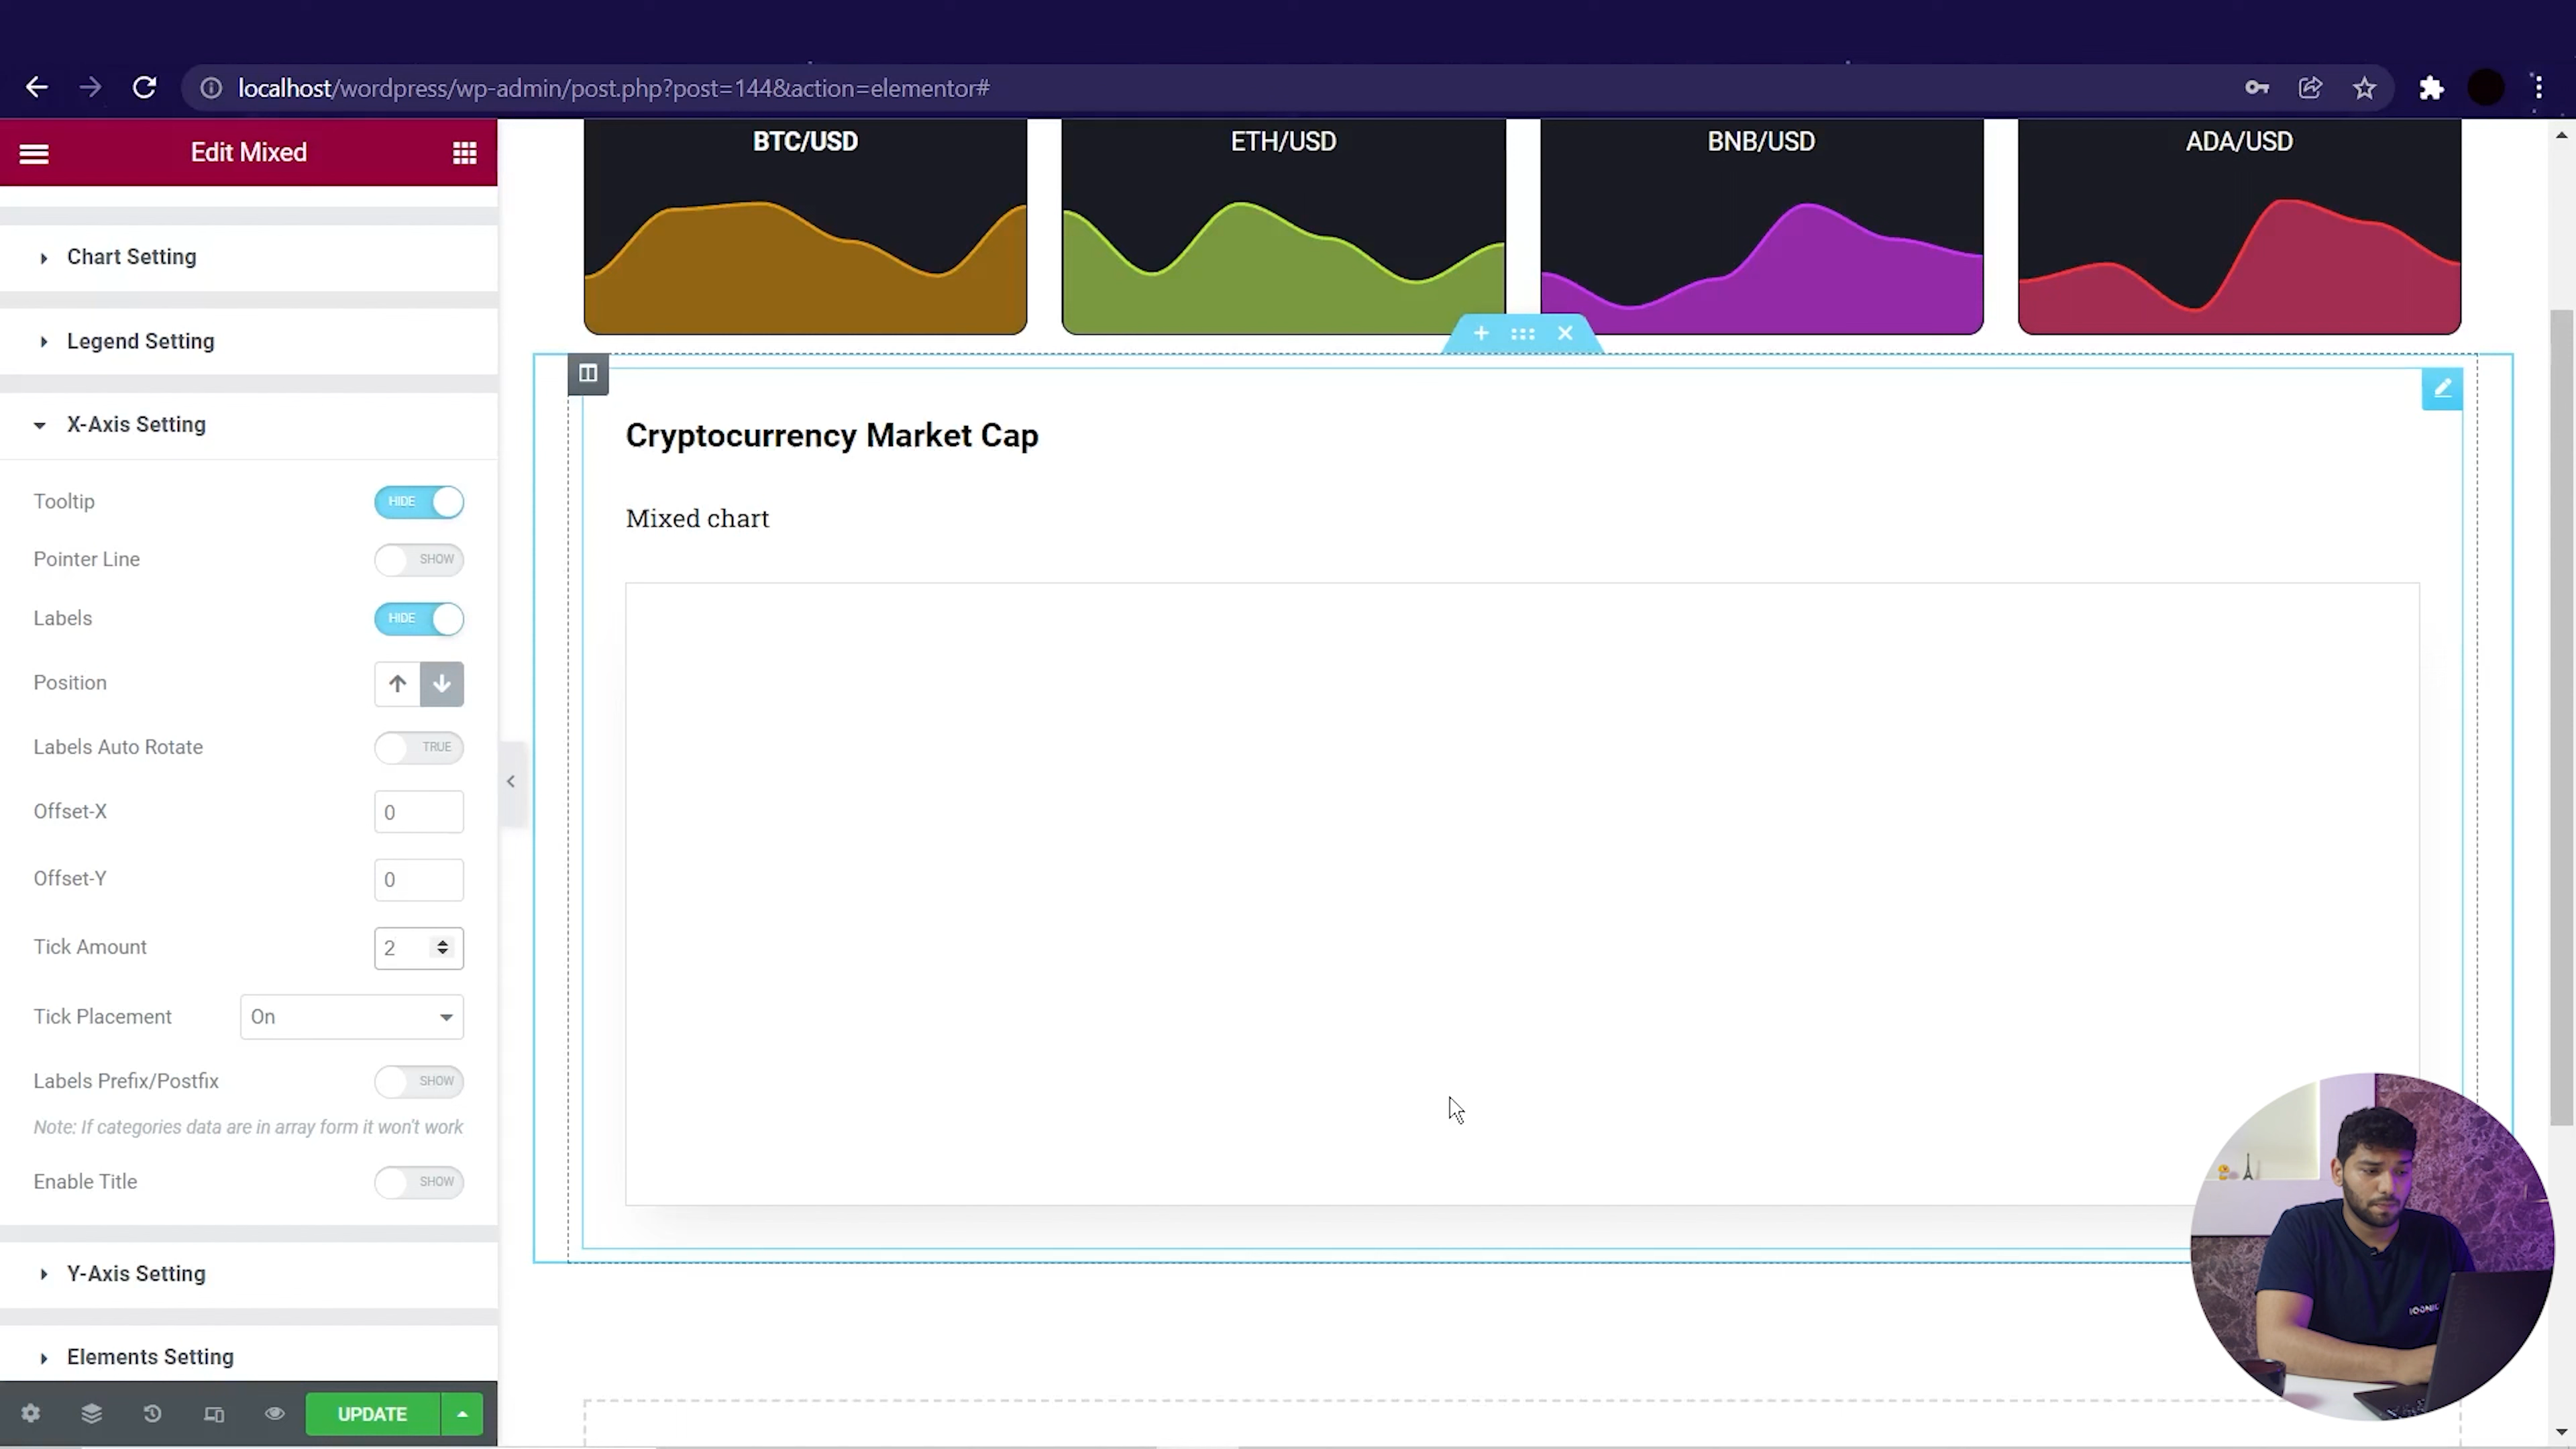 localhost/wordpress/wp-admin/post.php?post=144&action=elementor#
Edit Mixed
BTC/USD
ETH/USD
BNB/USD
ADA/USD
Chart Setting
Legend Setting
X-Axis Setting
Tooltip
HIDE
Pointer Line
SHOW
Labels
HIDE
Position
Labels Auto Rotate
TRUE
Offset-X
0
Offset-Y
0
Tick Amount
2
Tick Placement
On
Labels Prefix/Postfix
SHOW
Note: If categories data are in array form it won't work
Enable Title
SHOW
Y-Axis Setting
Elements Setting
UPDATE
Cryptocurrency Market Cap
Mixed chart